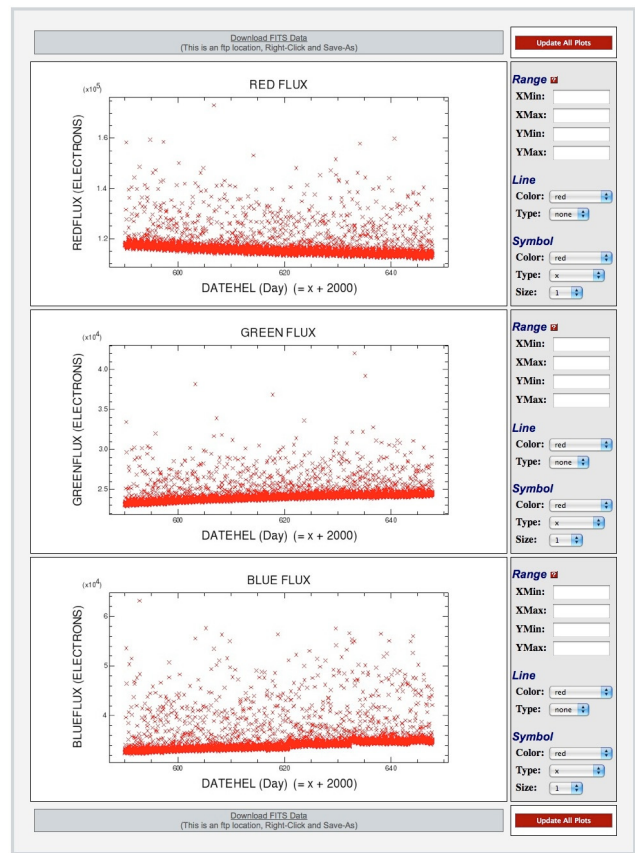 Download FITS Data
(This is an ftp location, Right-Click and Save-As)
Update All Plots
RED FLUX
(x10⁵)
REDFLUX (ELECTRONS)
1.6
1.4
1.2
600 620 640
DATEHEL (Day) (= x + 2000)
Range ?
XMin:
XMax:
YMin:
YMax:
Line
Color: red
Type: none
Symbol
Color: red
Type: x
Size: 1
GREEN FLUX
(x10⁴)
GREENFLUX (ELECTRONS)
4.0
3.5
3.0
2.5
600 620 640
DATEHEL (Day) (= x + 2000)
Range ?
XMin:
XMax:
YMin:
YMax:
Line
Color: red
Type: none
Symbol
Color: red
Type: x
Size: 1
BLUE FLUX
(x10⁴)
BLUEFLUX (ELECTRONS)
6
5
4
600 620 640
DATEHEL (Day) (= x + 2000)
Range ?
XMin:
XMax:
YMin:
YMax:
Line
Color: red
Type: none
Symbol
Color: red
Type: x
Size: 1
Download FITS Data
(This is an ftp location, Right-Click and Save-As)
Update All Plots